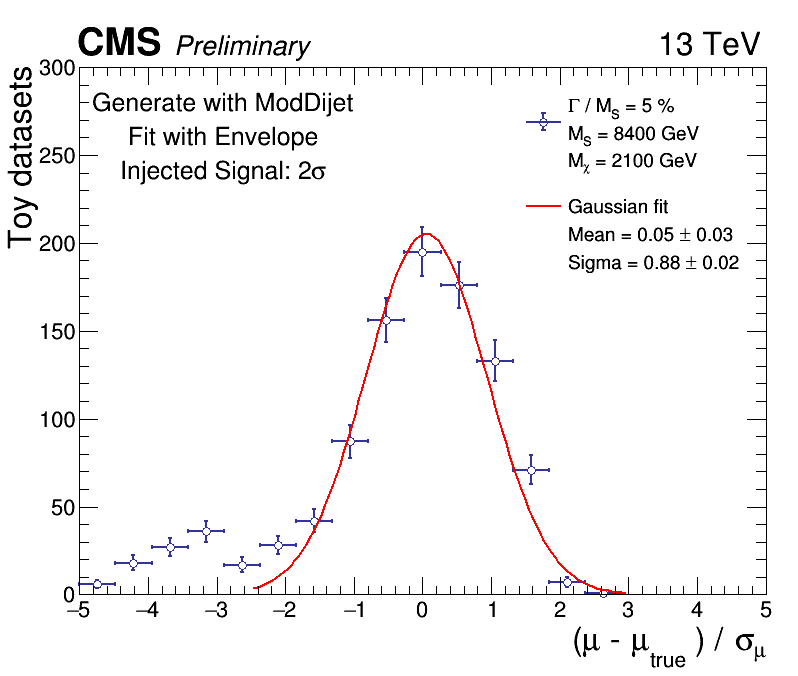 CMS Preliminary 13 TeV
Toy datasets
Generate with ModDijet
Fit with Envelope
Injected Signal: 2σ
Γ / M_S = 5 %
M_S = 8400 GeV
M_χ = 2100 GeV
Gaussian fit
Mean = 0.05 ± 0.03
Sigma = 0.88 ± 0.02
300
250
200
150
100
50
0
−5 −4 −3 −2 −1 0 1 2 3 4 5
(μ - μ_true ) / σ_μ